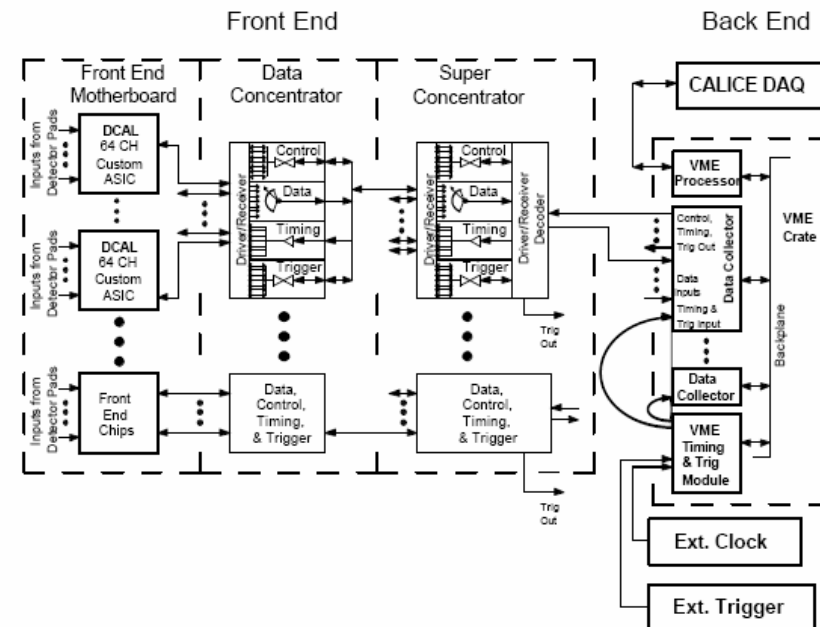 Front End
Back End
Front End
Motherboard
Data
Concentrator
Super
Concentrator
CALICE DAQ
Inputs from
Detector Pads
DCAL
64 CH
Custom
ASIC
Inputs from
Detector Pads
DCAL
64 CH
Custom
ASIC
Inputs from
Detector Pads
Front
End
Chips
Driver/Receiver
Control
Data
Timing
Trigger
Data,
Control,
Timing,
& Trigger
Driver/Receiver
Control
Data
Timing
Trigger
Driver/Receiver
Decoder
Trig
Out
Data,
Control,
Timing,
& Trigger
Trig
Out
VME
Processor
VME
Crate
Control,
Timing,
Trig Out
Data
Inputs
Timing &
Trig Input
Data Collector
Backplane
Data
Collector
VME
Timing
& Trig
Module
Ext. Clock
Ext. Trigger